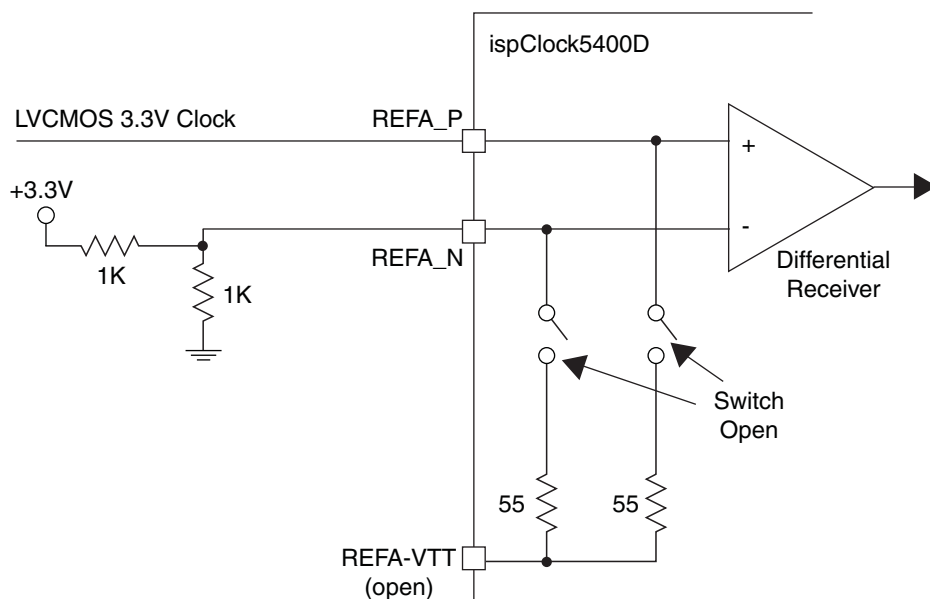 ispClock5400D
LVCMOS 3.3V Clock
REFA_P
+
+3.3V
-
REFA_N
1K
1K
Differential
Receiver
Switch
Open
55
55
REFA-VTT
(open)